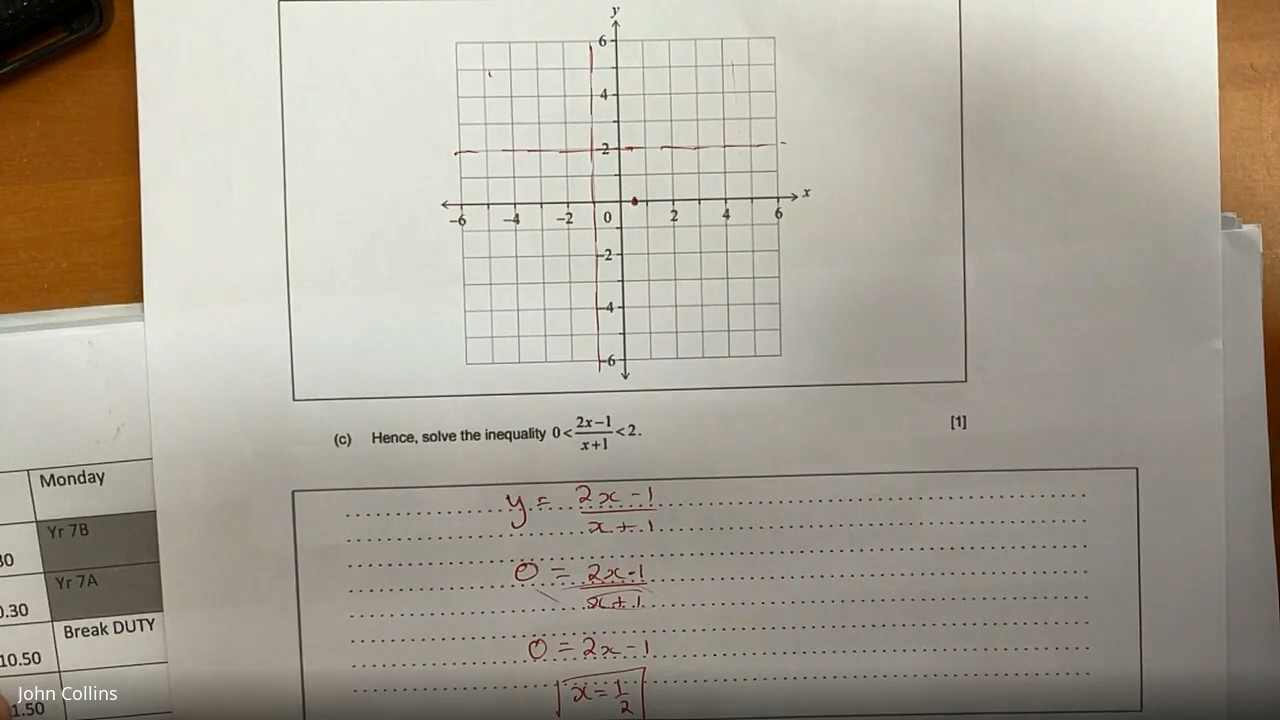 y
6
4
2
x
-6 -4 -2 0 2 4 6
-2
-4
-6
(c) Hence, solve the inequality 0 < 2x-1/x+1 < 2. [1]
y = 2x - 1 / x + 1
0 = 2x-1 / x + 1
0 = 2x - 1
x = 1/2
Monday
Yr 7B
30
Yr 7A
0.30
Break DUTY
10.50
1.50
John Collins